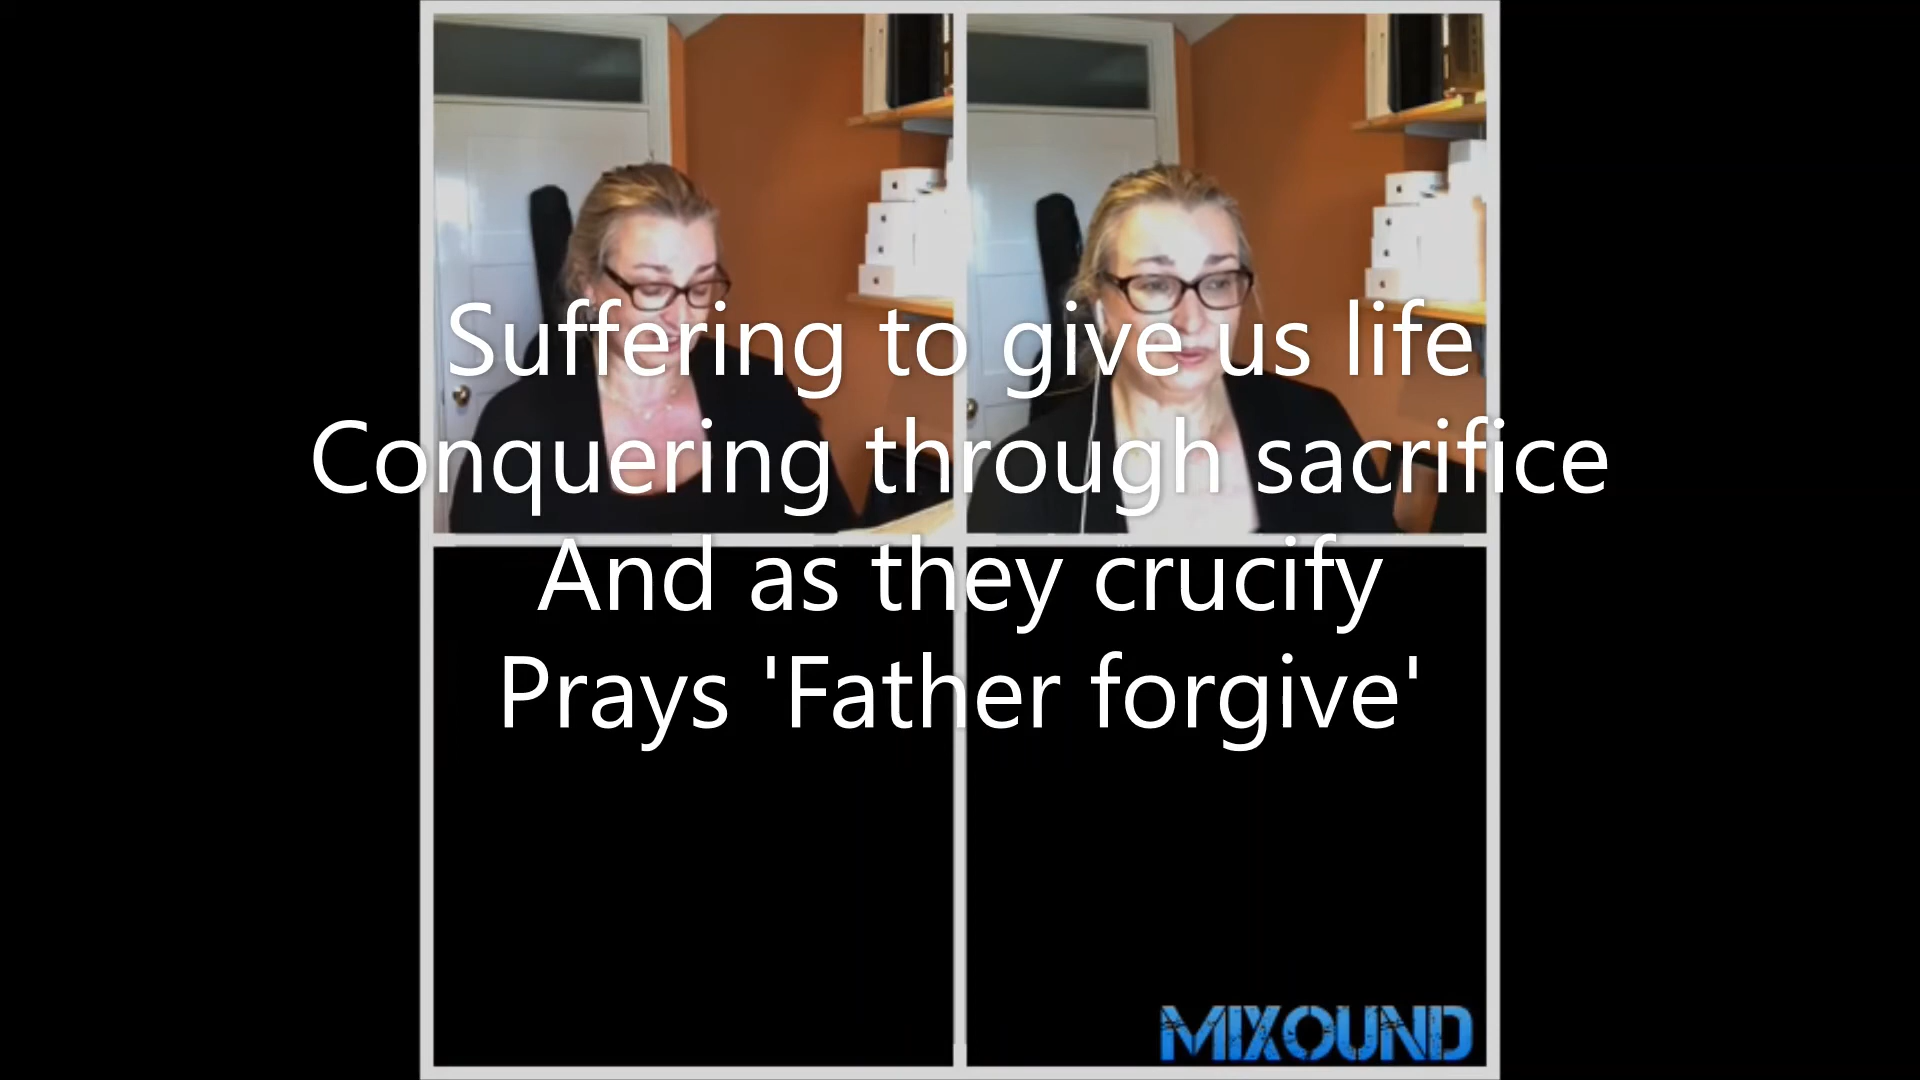 Suffering to give us life
Conquering through sacrifice
And as they crucify
Prays 'Father forgive'
MIXOUND